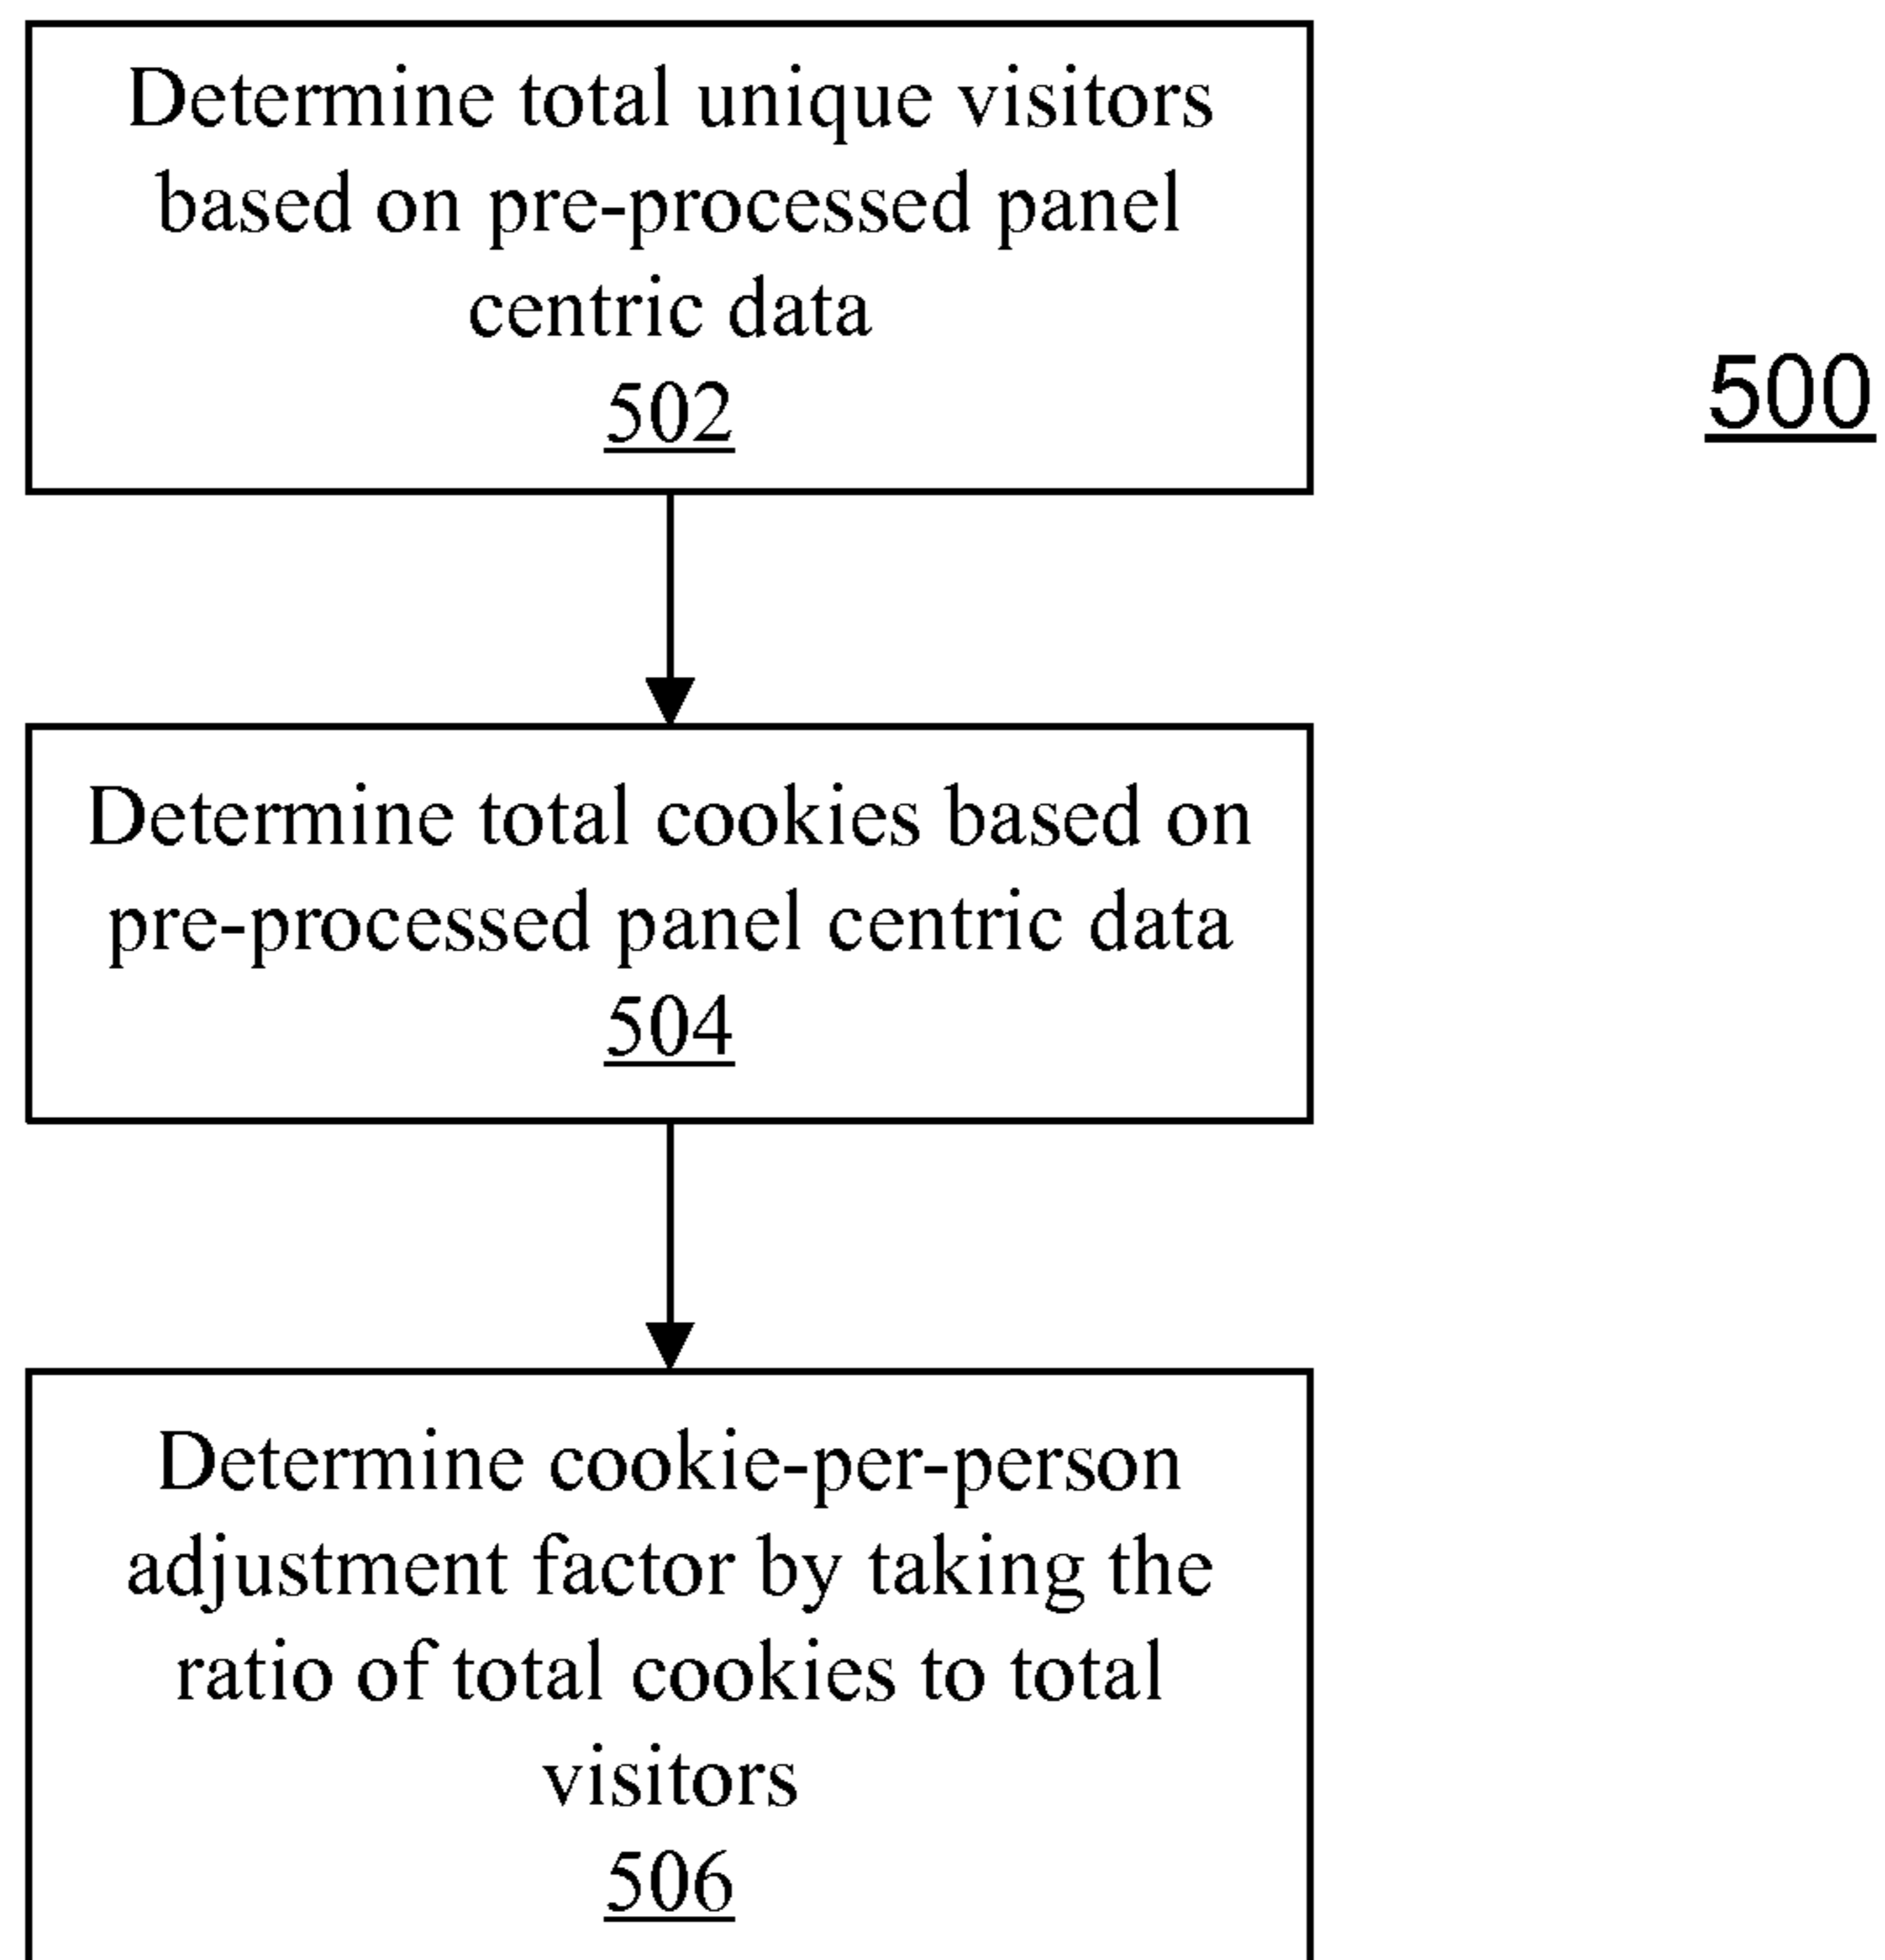 Determine total unique visitors
based on pre-processed panel
centric data
502
500
Determine total cookies based on
pre-processed panel centric data
504
Determine cookie-per-person
adjustment factor by taking the
ratio of total cookies to total
visitors
506